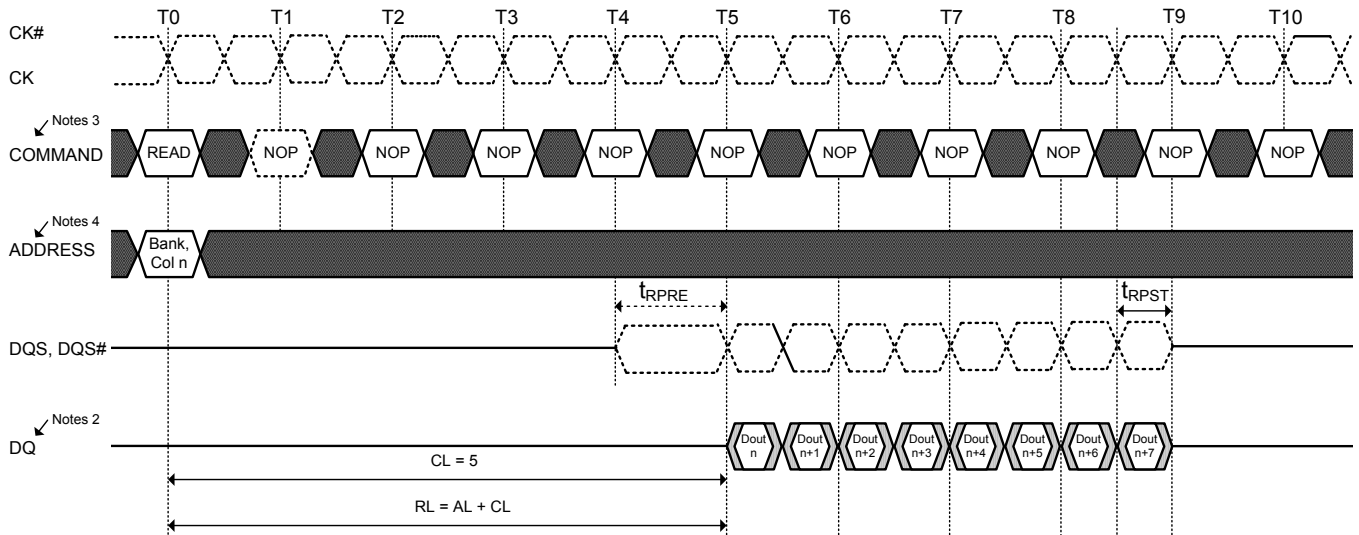 T0 T1 T2 T3 T4 T5 T6 T7 T8 T9 T10
CK#
CK
Notes 3
COMMAND READ NOP NOP NOP NOP NOP NOP NOP NOP NOP NOP
Notes 4
ADDRESS
Bank,
Col n
tRPRE tRPST
DQS, DQS#
Notes 2
DQ
Dout
n
Dout
n+1
Dout
n+2
Dout
n+3
Dout
n+4
Dout
n+5
Dout
n+6
Dout
n+7
CL = 5
RL = AL + CL